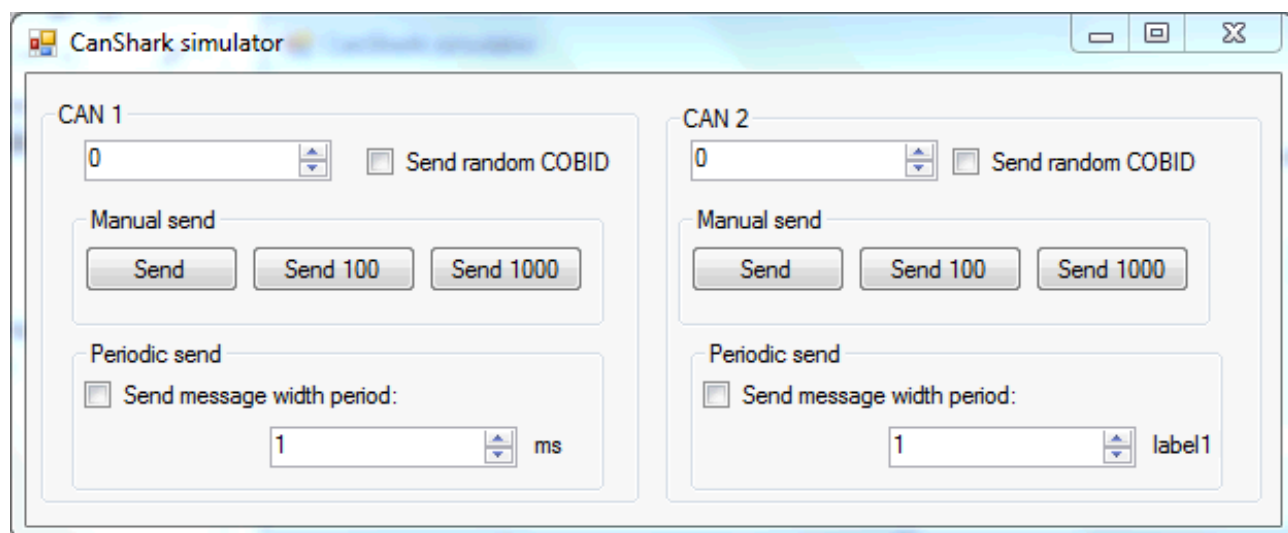 CanShark simulator
CAN 1
0
Send random COBID
Manual send
Send
Send 100
Send 1000
Periodic send
Send message width period:
1
ms
CAN 2
0
Send random COBID
Manual send
Send
Send 100
Send 1000
Periodic send
Send message width period:
1
label1